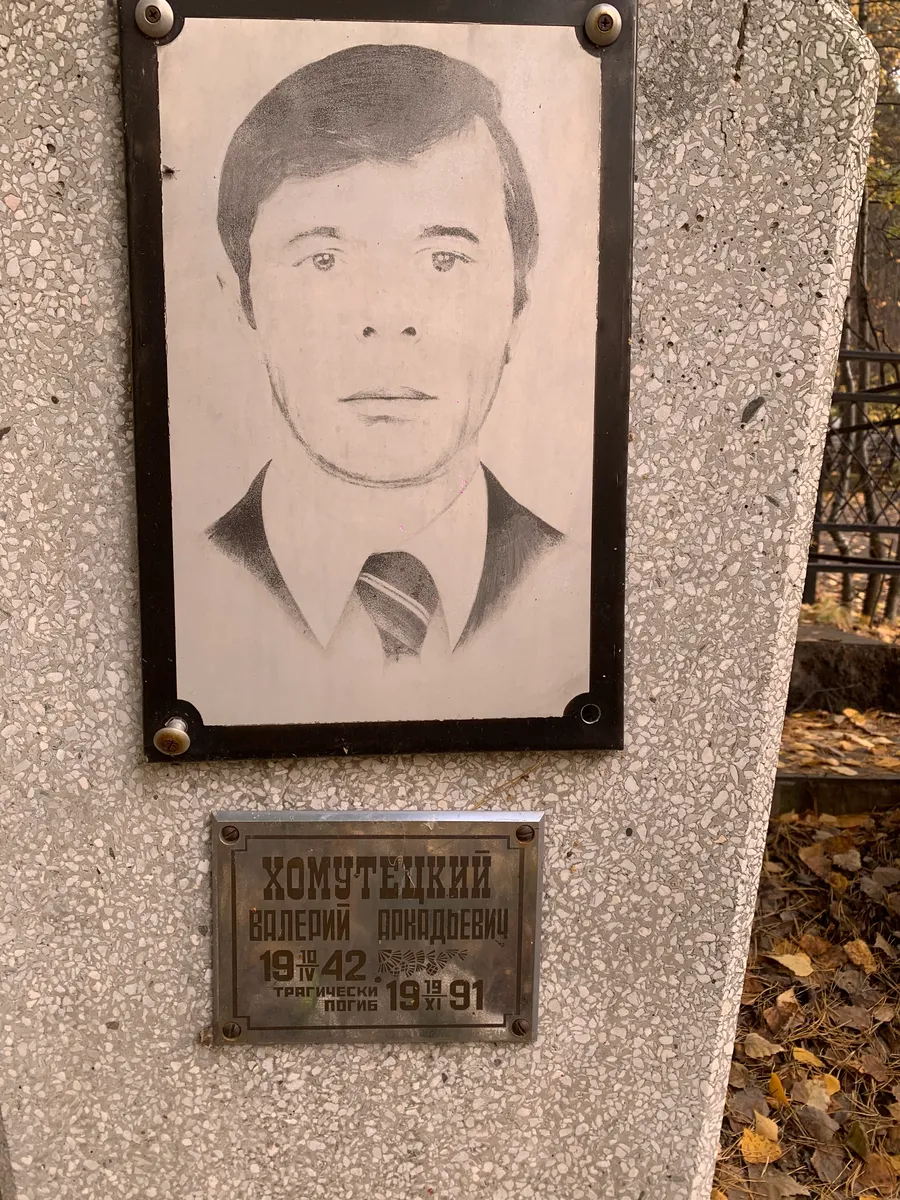 ХОМУТЕЦКИЙ
ВАЛЕРИЙ АРКАДЬЕВИЧ
19 10/IV 42
ТРАГИЧЕСКИ
ПОГИБ 19 19/XI 91